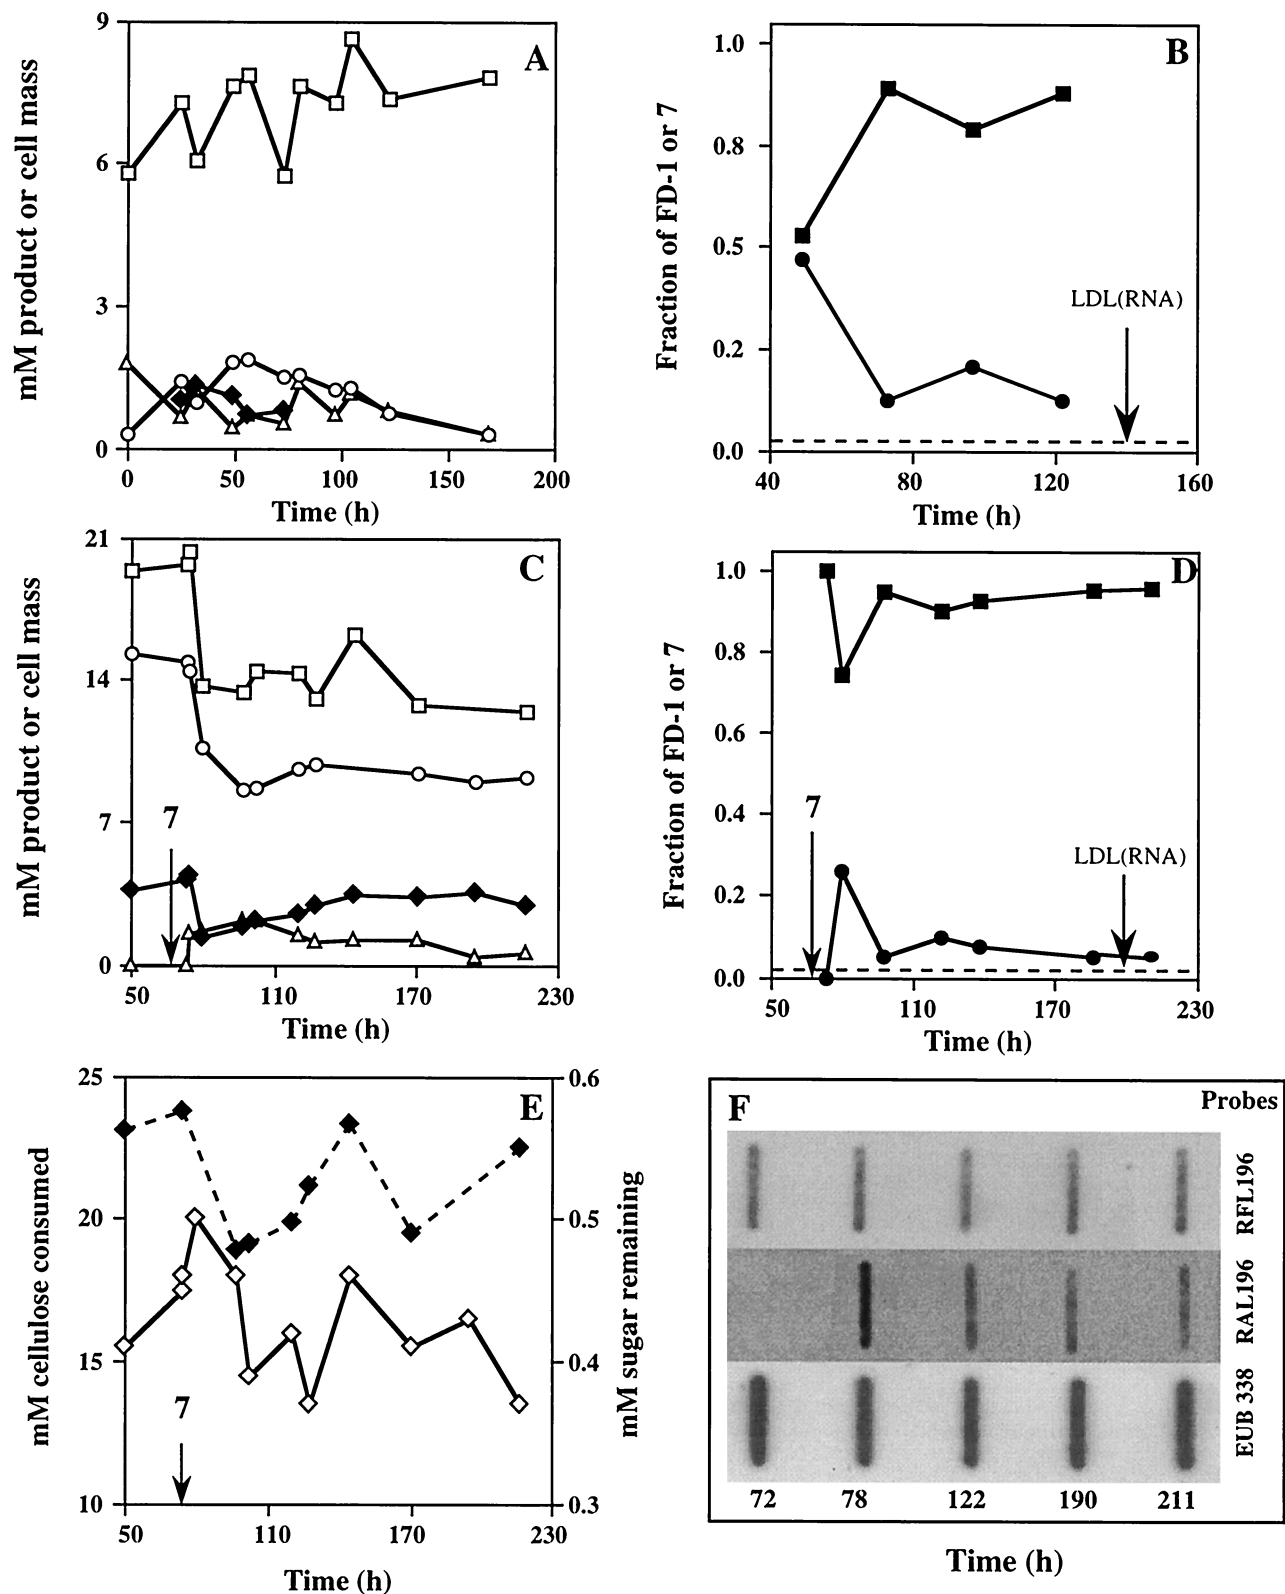 A
mM product or cell mass
9
6
3
0
0 50 100 150 200
Time (h)
B
Fraction of FD-1 or 7
1.0
0.8
0.5
0.2
0.0
LDL(RNA)
40 80 120 160
Time (h)
C
mM product or cell mass
21
14
7
0
7
50 110 170 230
Time (h)
D
Fraction of FD-1 or 7
1.0
0.8
0.6
0.4
0.2
0.0
7
LDL(RNA)
50 110 170 230
Time (h)
E
mM cellulose consumed
25
20
15
10
7
0.6
0.5
0.4
0.3
mM sugar remaining
50 110 170 230
Time (h)
F
Probes
RFL196
RAL196
EUB 338
72 78 122 190 211
Time (h)